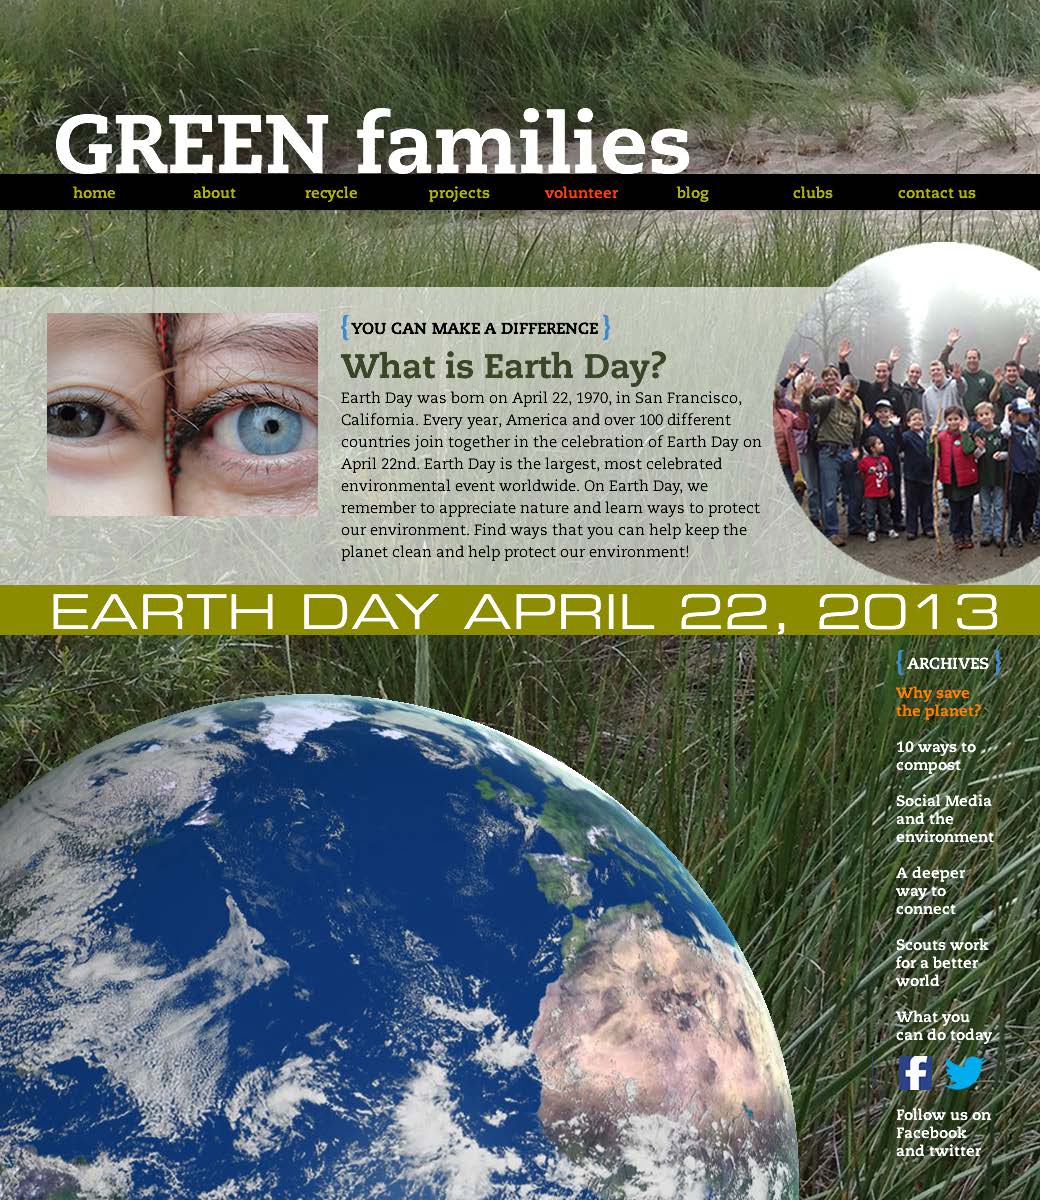 GREEN families
home about recycle projects volunteer blog clubs contact us
{ YOU CAN MAKE A DIFFERENCE }
What is Earth Day?
Earth Day was born on April 22, 1970, in San Francisco,
California. Every year, America and over 100 different
countries join together in the celebration of Earth Day on
April 22nd. Earth Day is the largest, most celebrated
environmental event worldwide. On Earth Day, we
remember to appreciate nature and learn ways to protect
our environment. Find ways that you can help keep the
planet clean and help protect our environment!
EARTH DAY APRIL 22, 2013
{ ARCHIVES }
Why save
the planet?
10 ways to
compost
Social Media
and the
environment
A deeper
way to
connect
Scouts work
for a better
world
What you
can do today
f
Follow us on
Facebook
and twitter